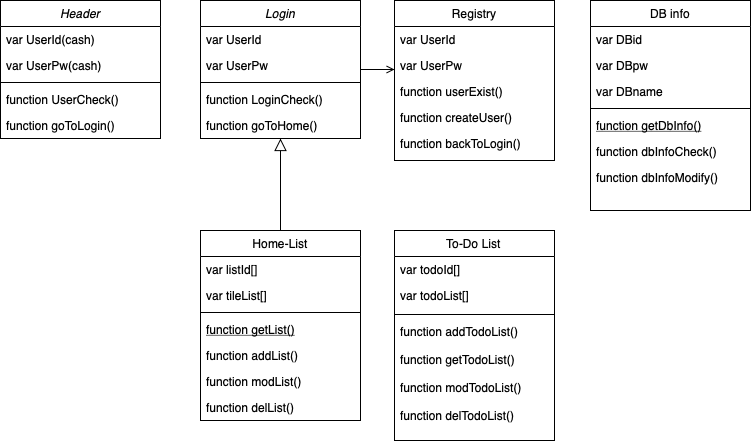 Header
var UserId(cash)
var UserPw(cash)
function UserCheck()
function goToLogin()
Login
var UserId
var UserPw
function LoginCheck()
function goToHome()
Registry
var UserId
var UserPw
function userExist()
function createUser()
function backToLogin()
DB info
var DBid
var DBpw
var DBname
function getDbInfo()
function dbInfoCheck()
function dbInfoModify()
Home-List
var listId[]
var tileList[]
function getList()
function addList()
function modList()
function delList()
To-Do List
var todoId[]
var todoList[]
function addTodoList()
function getTodoList()
function modTodoList()
function delTodoList()